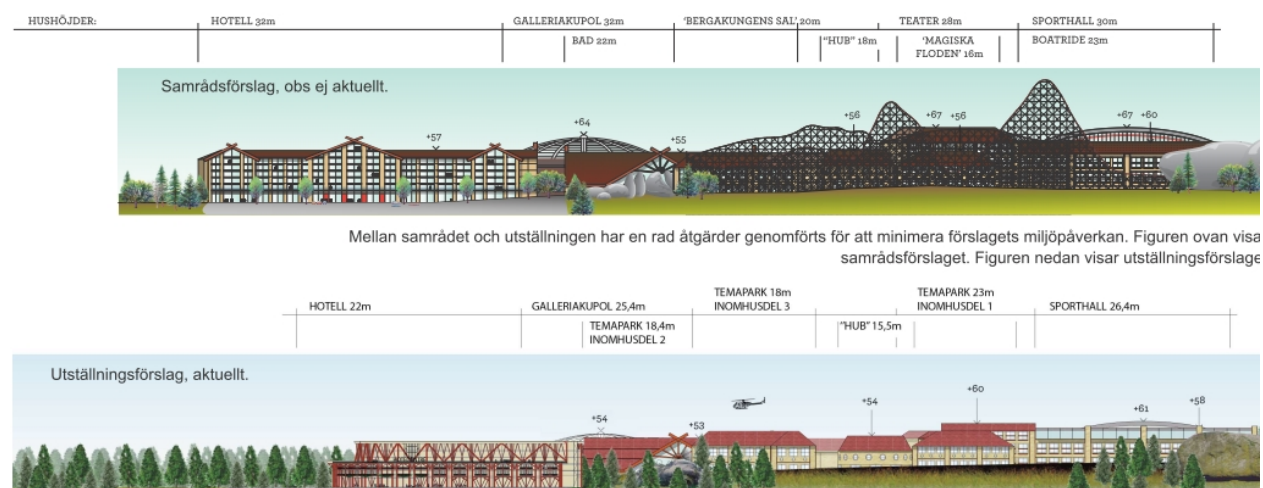 HUSHÖJDER: HOTELL 32m GALLERIAKUPOL 32m 'BERGAKUNGENS SAL' 20m TEATER 28m SPORTHALL 30m
BAD 22m "HUB" 18m 'MAGISKA BOATRIDE 23m
FLODEN' 16m
Samrådsförslag, obs ej aktuellt.
+57 +64 +55 +56 +67 +56 +67 +60
Mellan samrådet och utställningen har en rad åtgärder genomförts för att minimera förslagets miljöpåverkan. Figuren ovan visa
samrådsförslaget. Figuren nedan visar utställningsförslage
TEMAPARK 18m TEMAPARK 23m
HOTELL 22m GALLERIAKUPOL 25,4m INOMHUSDEL 3 INOMHUSDEL 1 SPORTHALL 26,4m
TEMAPARK 18,4m "HUB" 15,5m
INOMHUSDEL 2
Utställningsförslag, aktuellt.
+54 +53 +54 +60 +61 +58